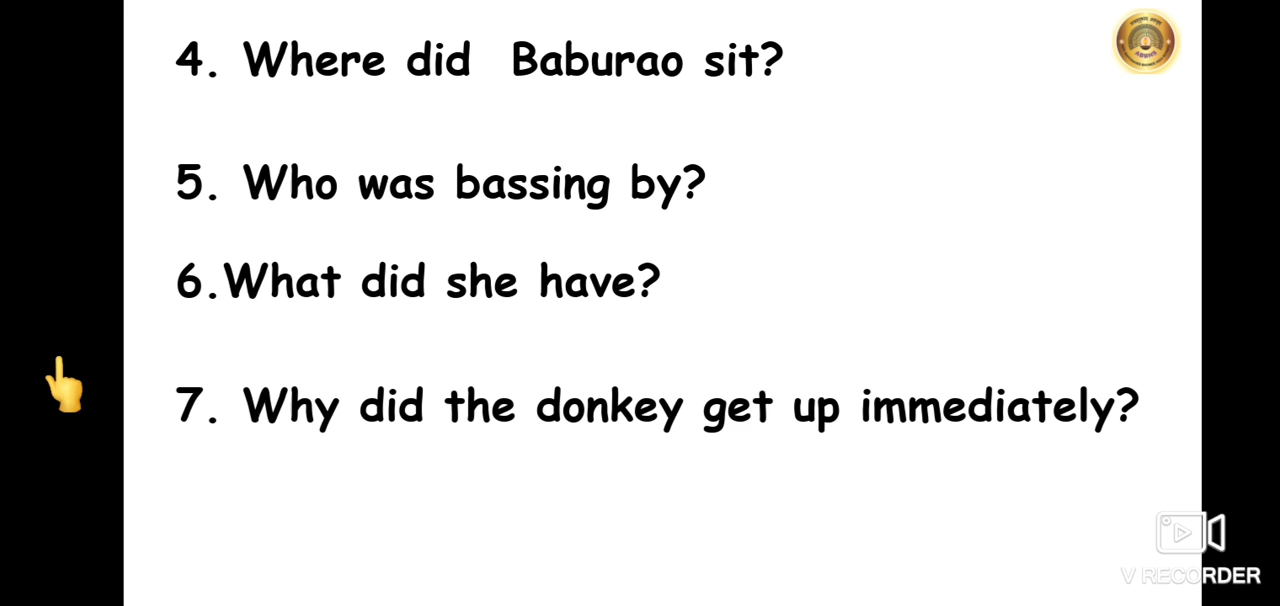 4. Where did Baburao sit?
5. Who was bassing by?
6.What did she have?
7. Why did the donkey get up immediately?
V RECORDER